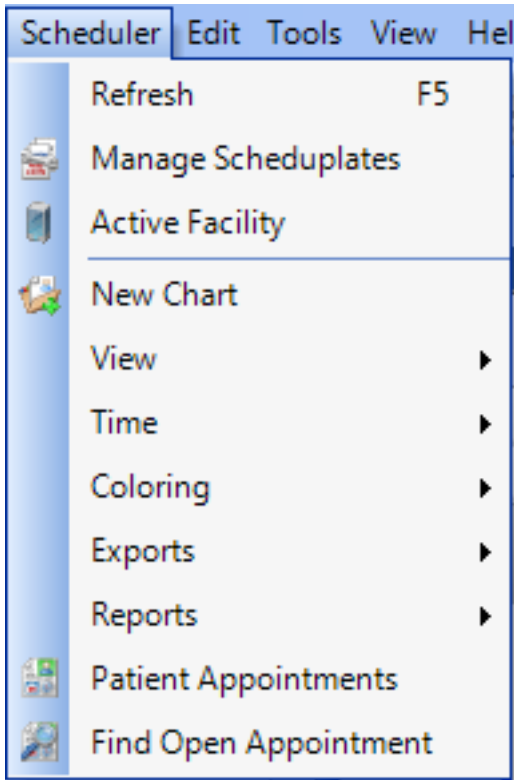 Scheduler Edit Tools View Hel
Refresh F5
Manage Scheduplates
Active Facility
New Chart
View
Time
Coloring
Exports
Reports
Patient Appointments
Find Open Appointment